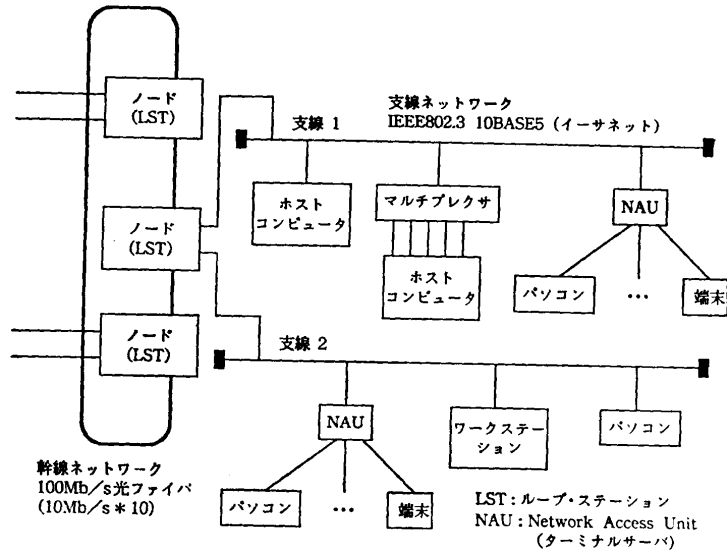 ノード
(LST)
支線 1
支線ネットワーク
IEEE802.3 10BASE5 (イーサネット)
ホスト
コンピュータ
マルチプレクサ
NAU
ノード
(LST)
ホスト
コンピュータ
パソコン
…
端末
ノード
(LST)
支線 2
NAU
ワークステー
ション
パソコン
幹線ネットワーク
100Mb/s光ファイバ
(10Mb/s*10)
パソコン
…
端末
LST:ループ・ステーション
NAU:Network Access Unit
(ターミナルサーバ)